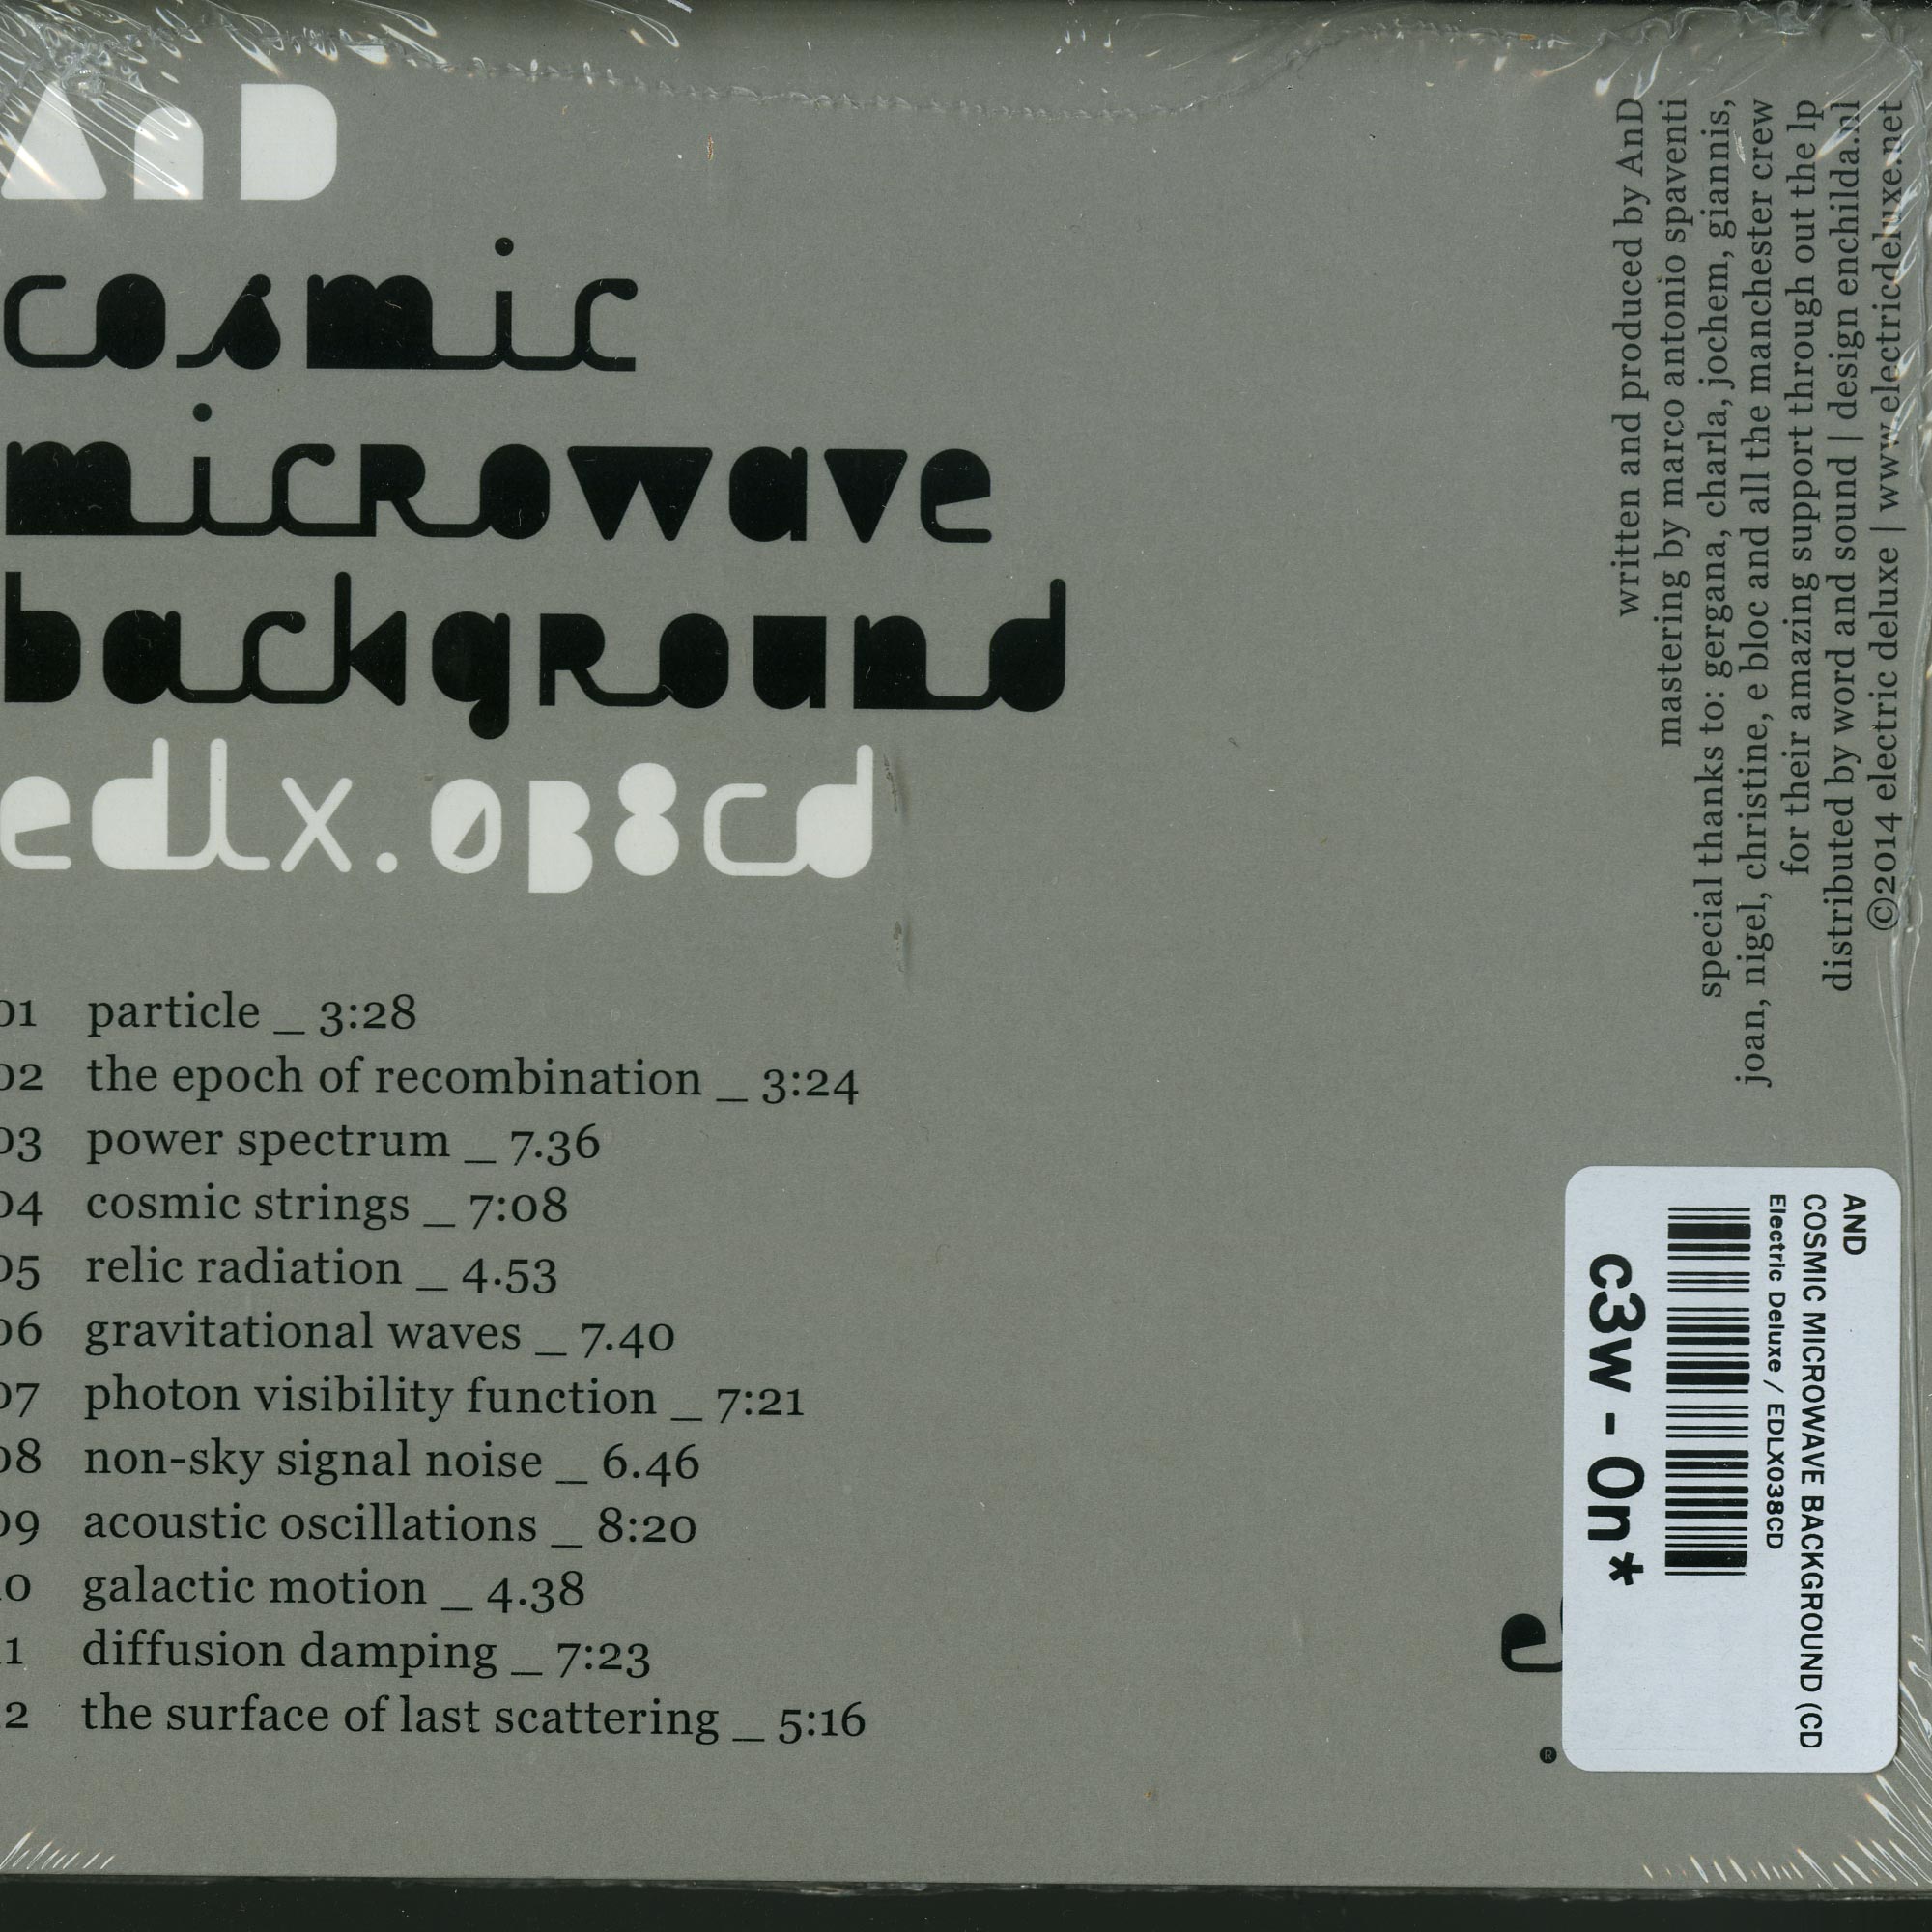 AnD
cosmic
microwave
background
edlx.038cd
01 particle _ 3:28
02 the epoch of recombination _ 3:24
03 power spectrum _ 7.36
04 cosmic strings _ 7:08
05 relic radiation _ 4.53
06 gravitational waves _ 7.40
07 photon visibility function _ 7:21
08 non-sky signal noise _ 6.46
09 acoustic oscillations _ 8:20
10 galactic motion _ 4.38
11 diffusion damping _ 7:23
12 the surface of last scattering _ 5:16
written and produced by AnD
mastering by marco antonio spaventi
special thanks to: gergana, charla, jochem, giannis,
joan, nigel, christine, e bloc and all the manchester crew
for their amazing support through out the lp
distributed by word and sound | design enchilda.nl
©2014 electric deluxe | www.electricdeluxe.net
AND
COSMIC MICROWAVE BACKGROUND (CD
Electric Deluxe / EDLX038CD
c3w - 0n*
®